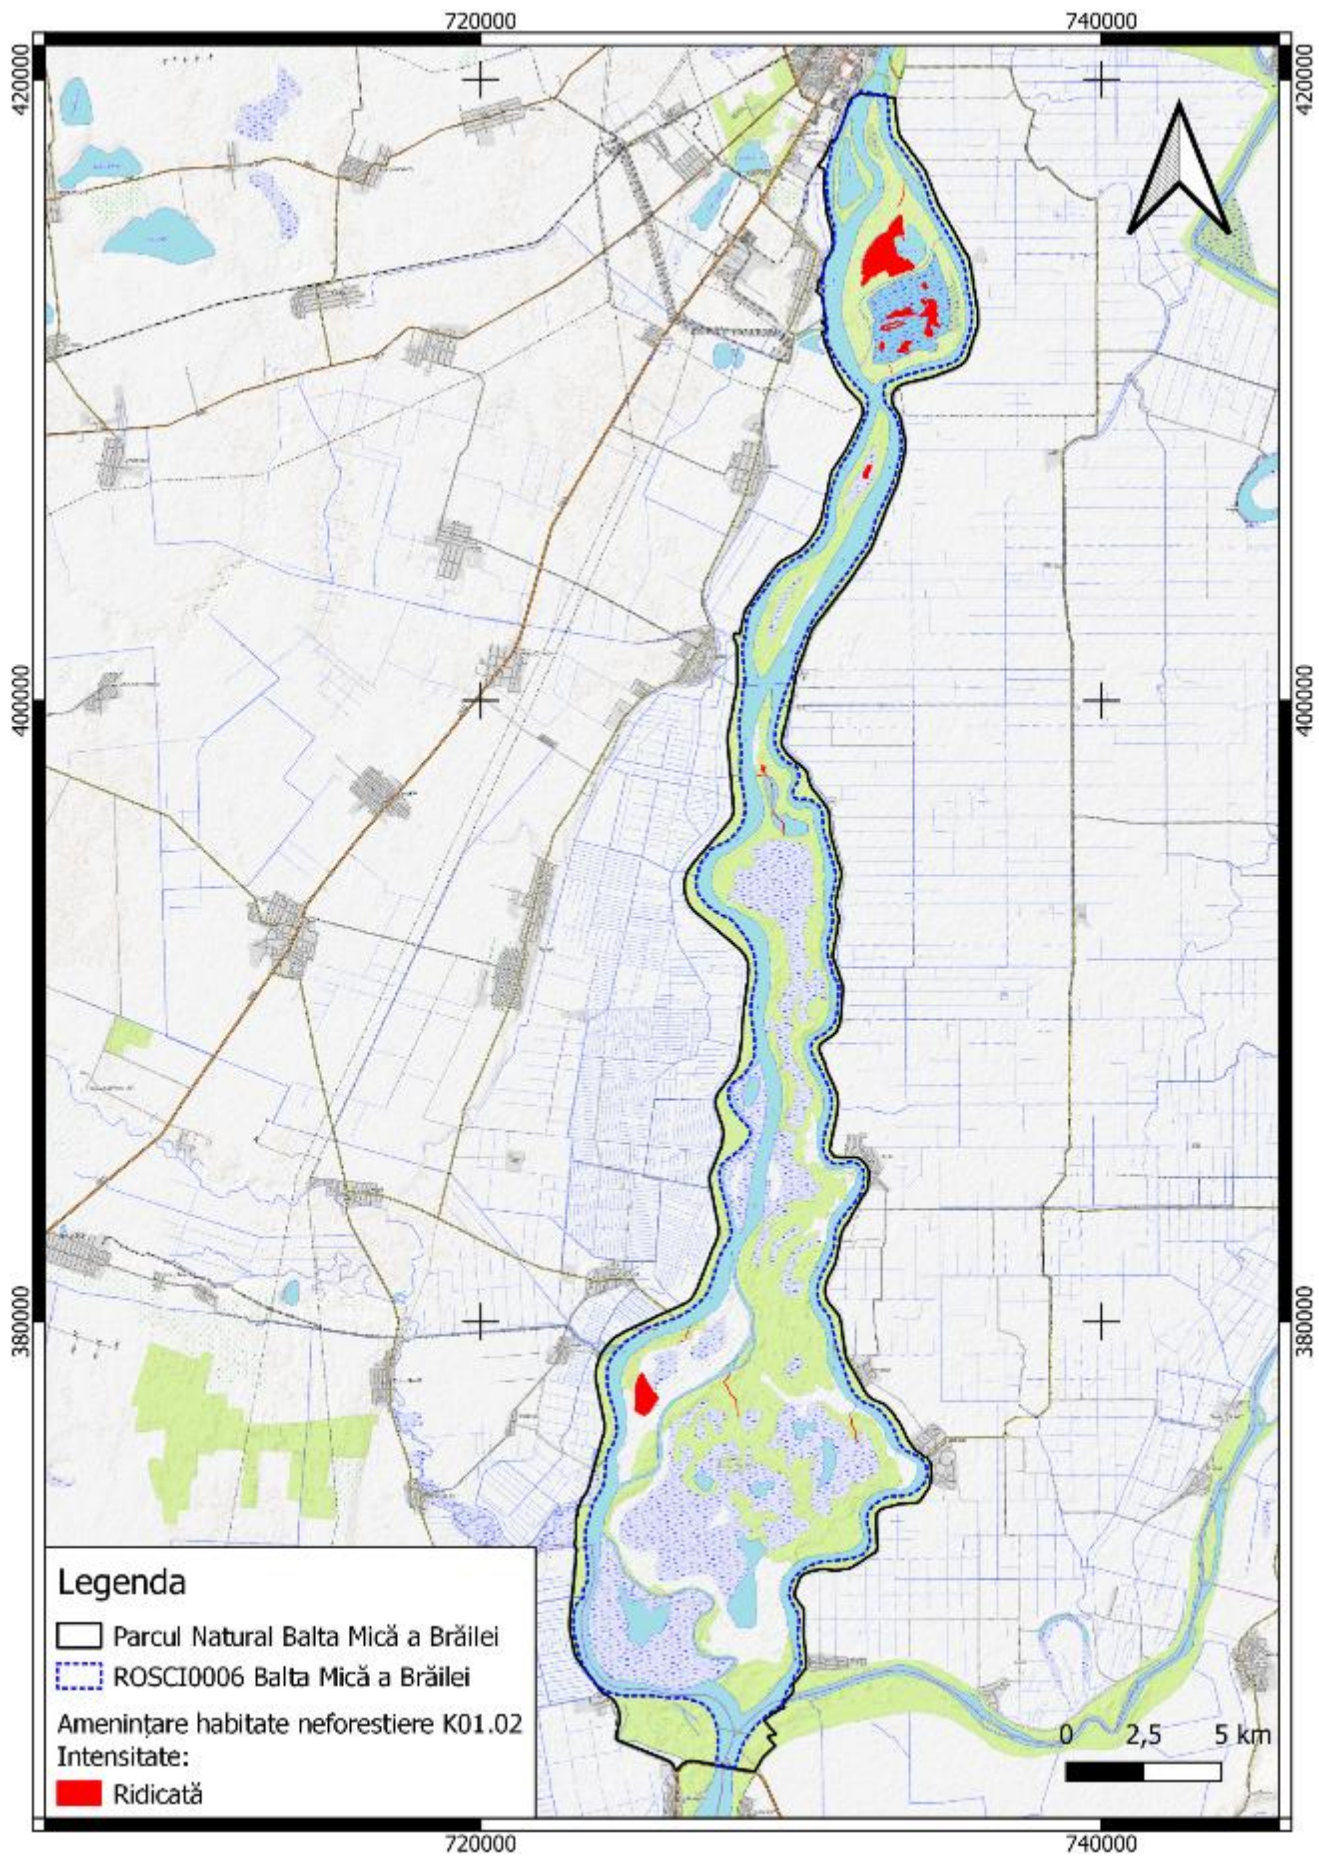 720000 740000
420000 420000
400000 400000
380000 380000
Legenda
Parcul Natural Balta Mică a Brăilei
ROSCI0006 Balta Mică a Brăilei
Amenințare habitate neforestiere K01.02
Intensitate:
Ridicată
0 2,5 5 km
720000 740000